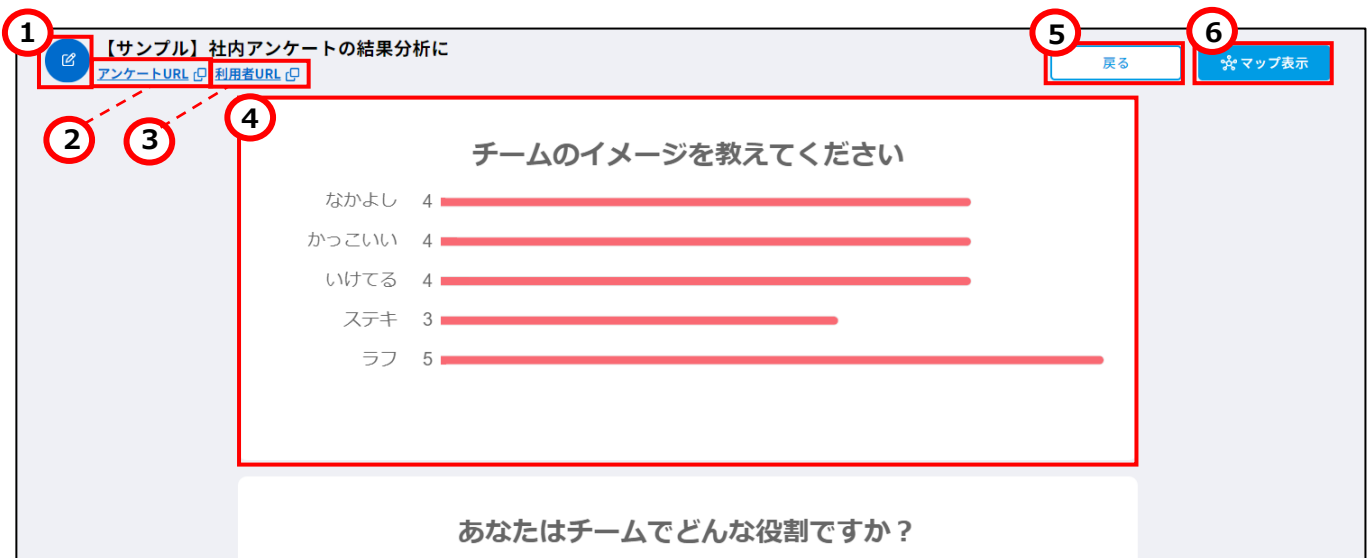 1
【サンプル】社内アンケートの結果分析に
アンケートURL 利用者URL
2
3
4
5
戻る
6
マップ表示
チームのイメージを教えてください
なかよし 4
かっこいい 4
いけてる 4
ステキ 3
ラフ 5
あなたはチームでどんな役割ですか？